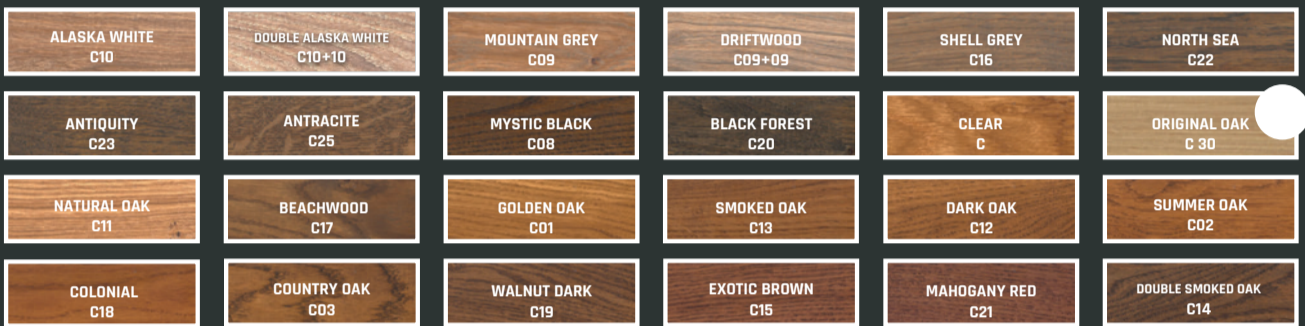 ALASKA WHITE
C10
DOUBLE ALASKA WHITE
C10+10
MOUNTAIN GREY
C09
DRIFTWOOD
C09+09
SHELL GREY
C16
NORTH SEA
C22
ANTIQUITY
C23
ANTRACITE
C25
MYSTIC BLACK
C08
BLACK FOREST
C20
CLEAR
C
ORIGINAL OAK
C 30
NATURAL OAK
C11
BEACHWOOD
C17
GOLDEN OAK
C01
SMOKED OAK
C13
DARK OAK
C12
SUMMER OAK
C02
COLONIAL
C18
COUNTRY OAK
C03
WALNUT DARK
C19
EXOTIC BROWN
C15
MAHOGANY RED
C21
DOUBLE SMOKED OAK
C14